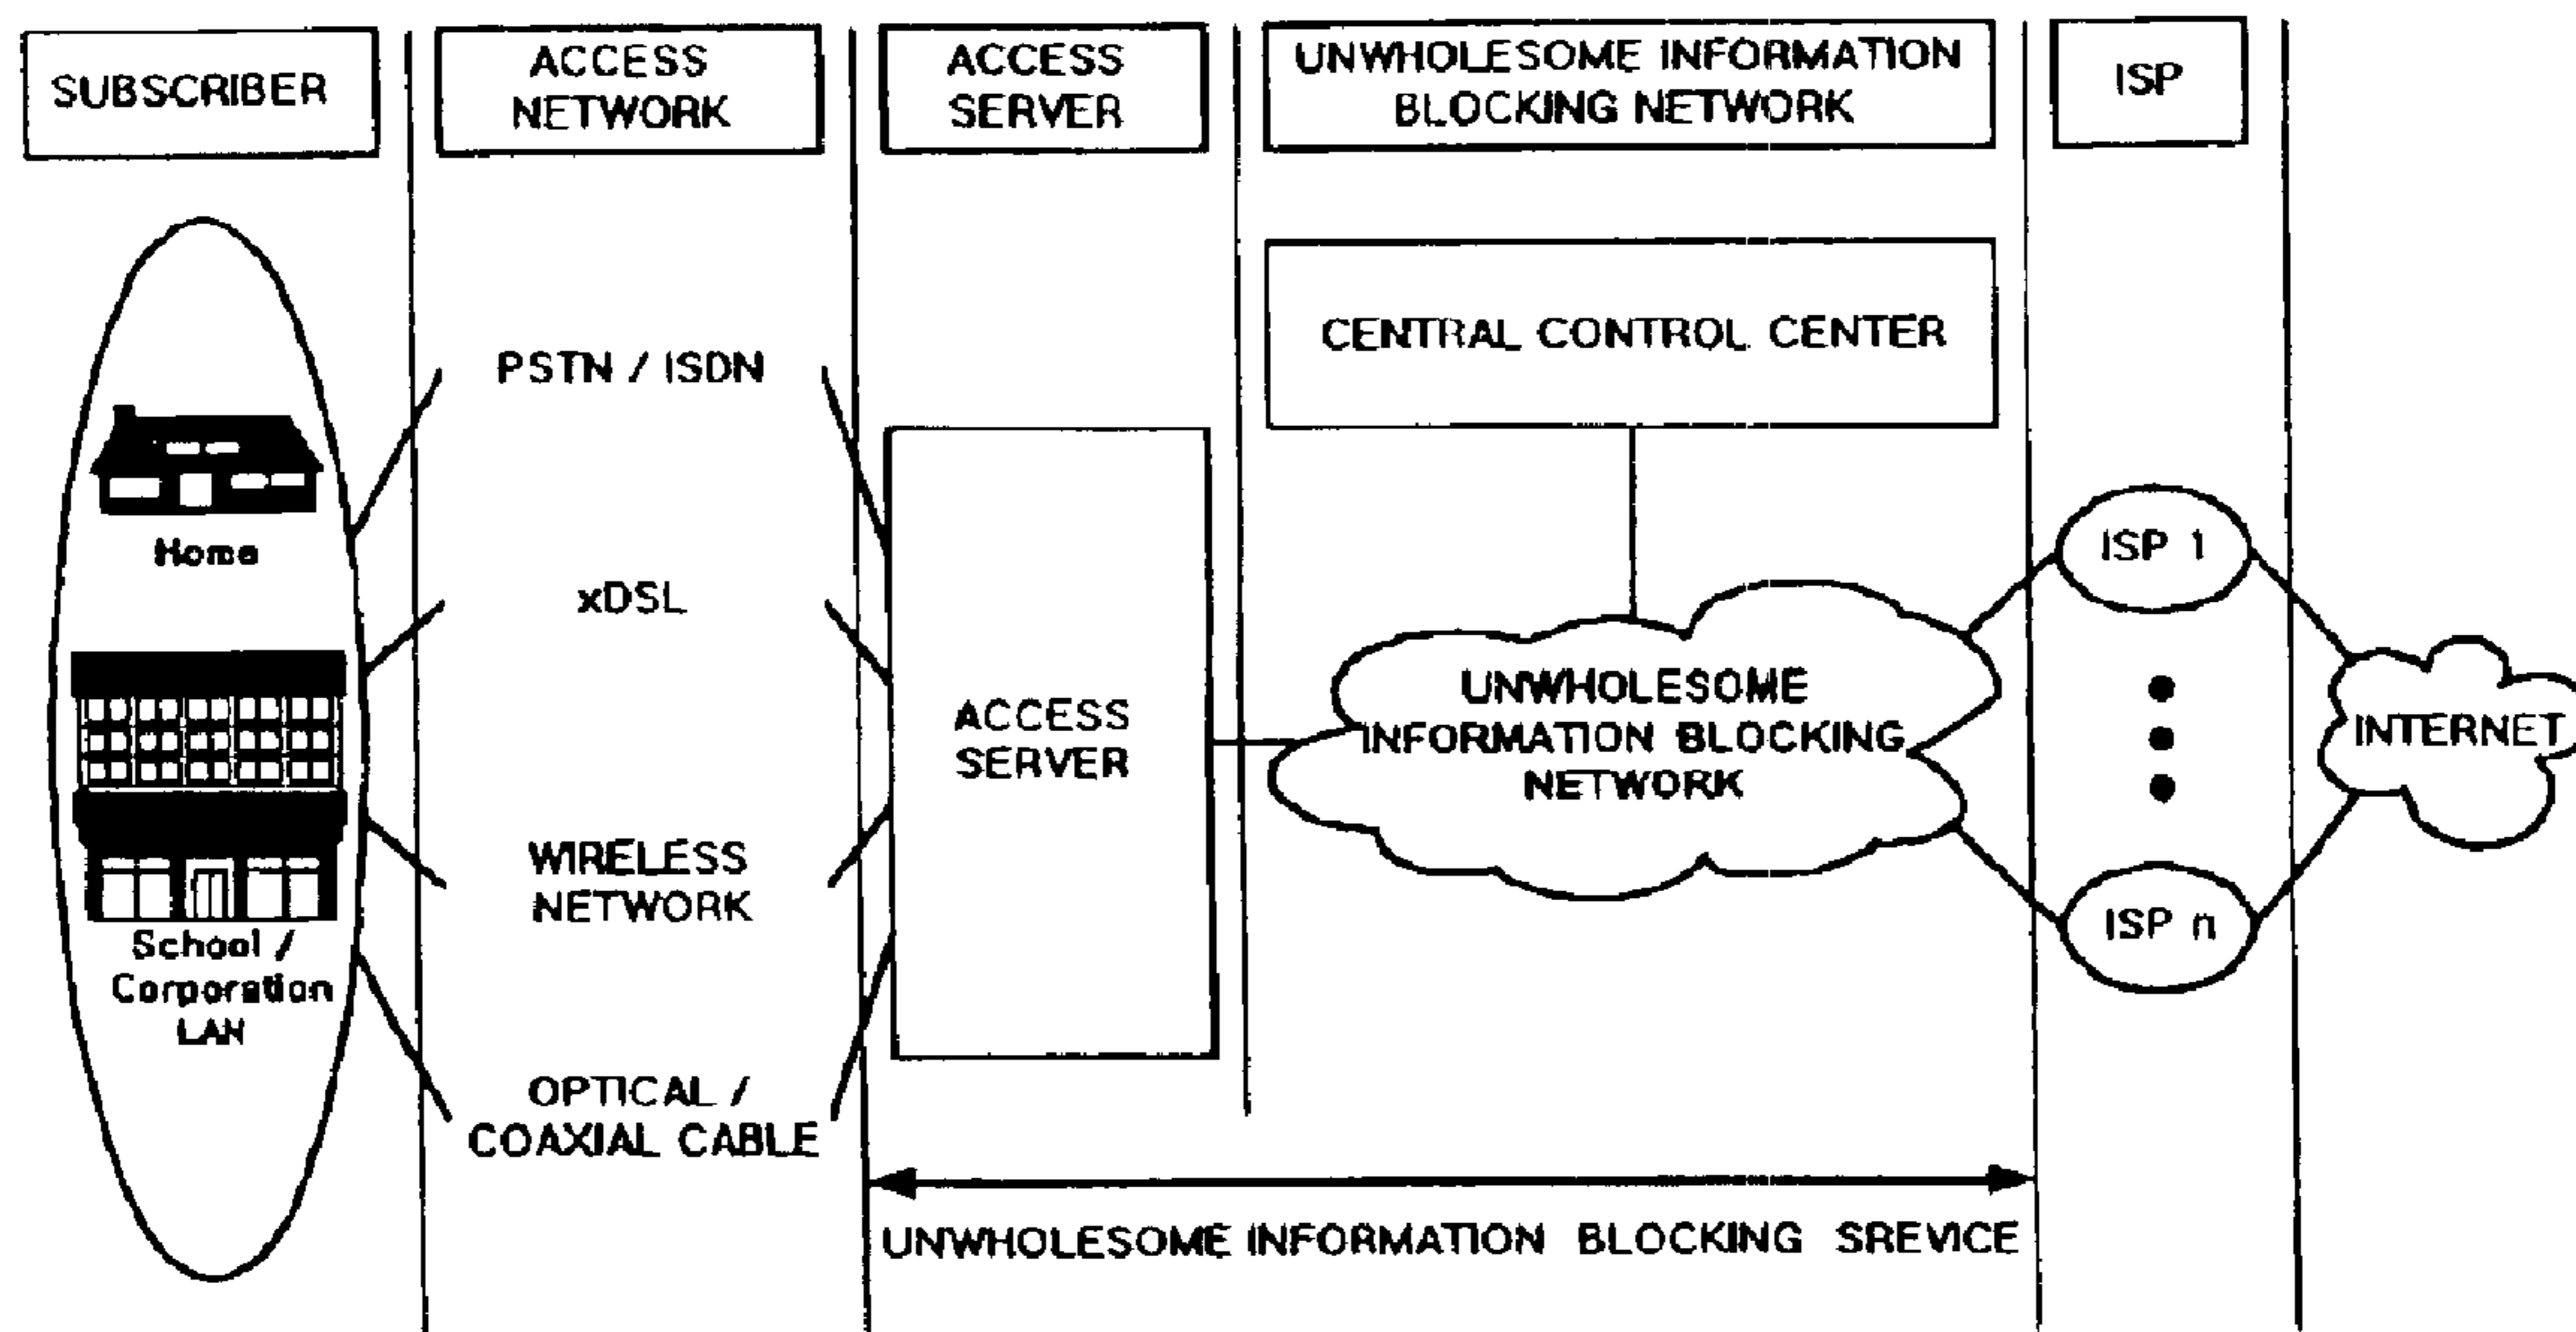 SUBSCRIBER
ACCESS
NETWORK
ACCESS
SERVER
UNWHOLESOME INFORMATION
BLOCKING NETWORK
ISP
CENTRAL CONTROL CENTER
Home
School /
Corporation
LAN
PSTN / ISDN
xDSL
WIRELESS
NETWORK
OPTICAL /
COAXIAL CABLE
ACCESS
SERVER
UNWHOLESOME
INFORMATION BLOCKING
NETWORK
ISP 1
ISP n
INTERNET
UNWHOLESOME INFORMATION BLOCKING SREVICE